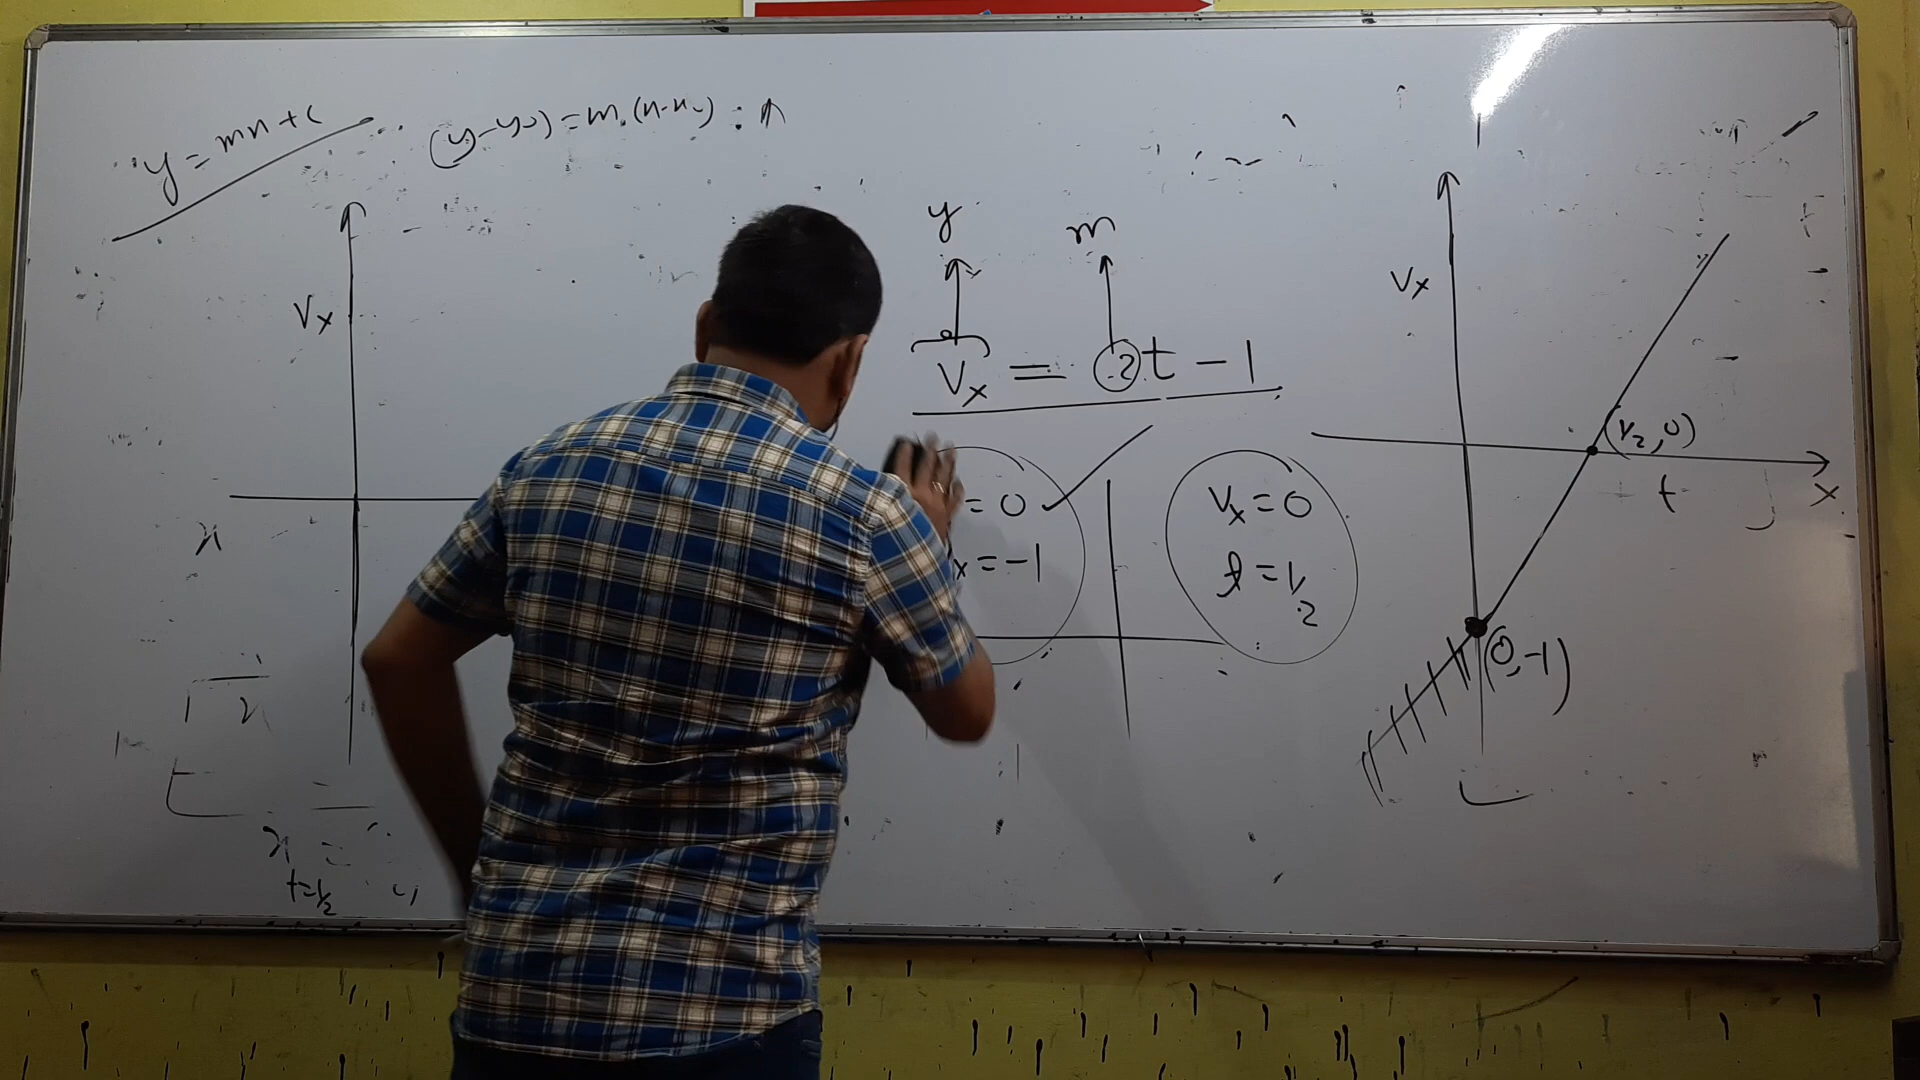 y = mx + c
(y-y₀) = m.(x-x₀) :
y
m
Vx = 2t - 1
Vx
Vx
= 0
x = -1
Vx = 0
t = 1/2
(1/2, 0)
t
x
(0, -1)
x
2
x =
t = 1/2